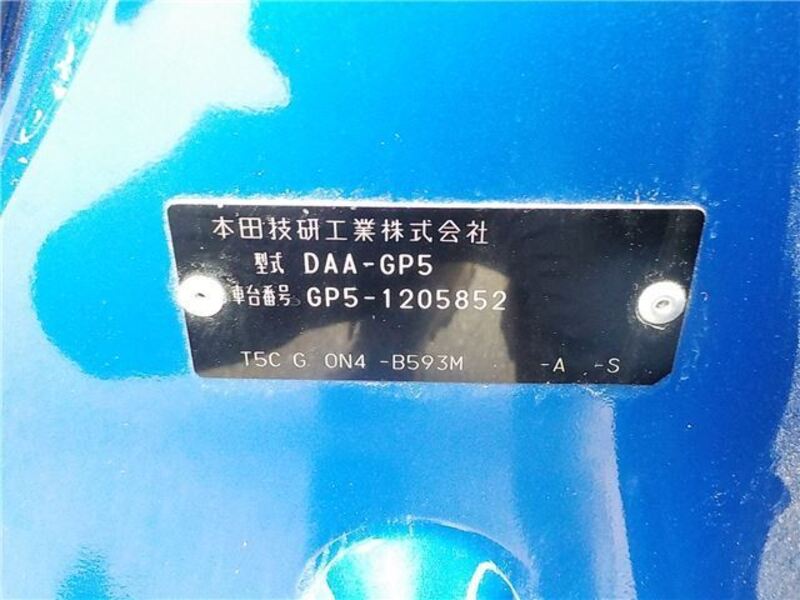 本田技研工業株式会社
型式 DAA-GP5
車台番号 GP5-1205852
T5C G 0N4 -B593M -A -S